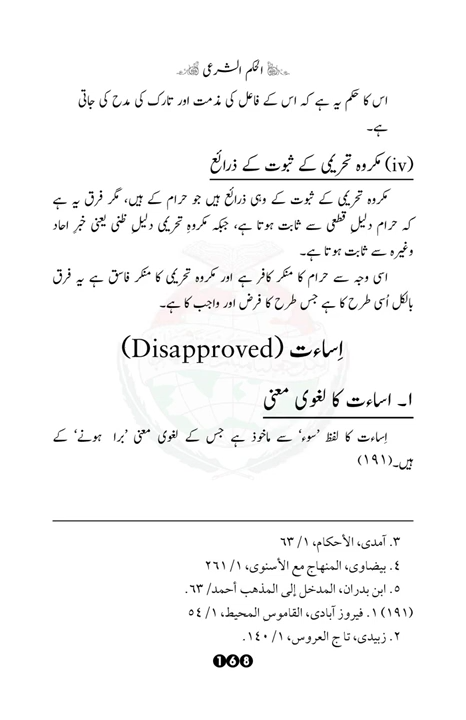 الحکم الشرعی
اس کا حکم یہ ہے کہ اس کے فاعل کی مذمت اور تارک کی مدح کی جاتی
ہے۔
(iv) مکروہ تحریمی کے ثبوت کے ذرائع
مکروہ تحریمی کے ثبوت کے وہی ذرائع ہیں جو حرام کے ہیں، مگر فرق یہ ہے
کہ حرام دلیلِ قطعی سے ثابت ہوتا ہے، جبکہ مکروہِ تحریمی دلیلِ ظنی یعنی خبرِ احاد
وغیرہ سے ثابت ہوتا ہے۔
اسی وجہ سے حرام کا منکر کافر ہے اور مکروہ تحریمی کا منکر فاسق ہے یہ فرق
بالکل اُسی طرح کا ہے جس طرح کا فرض اور واجب کا ہے۔
اِساءت (Disapproved)
۱۔ اساءت کا لغوی معنی
اِساءت کا لفظ ’سوء‘ سے ماخوذ ہے جس کے لغوی معنی ’برا ہونے‘ کے
ہیں۔(۱۹۱)
٣. آمدی، الأحکام، ١/ ٦٣
٤. بیضاوی، المنهاج مع الأسنوی، ١/ ٢٦١
٥. ابن بدران، المدخل إلی المذهب أحمد/ ٦٣.
(١٩١) ١. فیروز آبادی، القاموس المحیط، ١/ ٥٤
٢. زبیدی، تاج العروس، ١/ ١٤٠.
168